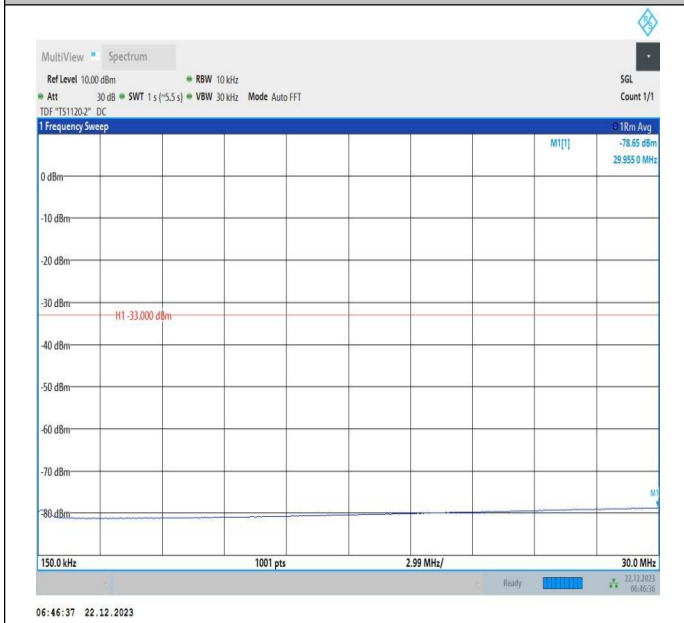 R S
MultiView Spectrum
Ref Level 10.00 dBm RBW 10 kHz SGL
Att 30 dB SWT 1 s (~5.5 s) VBW 30 kHz Mode Auto FFT Count 1/1
TDF "TS1120-2" DC
1 Frequency Sweep 1Rm Avg
M1[1] -78.65 dBm
29.955 0 MHz
0 dBm
-10 dBm
-20 dBm
-30 dBm
H1 -33.000 dBm
-40 dBm
-50 dBm
-60 dBm
-70 dBm
M1
-80 dBm
150.0 kHz 1001 pts 2.99 MHz/ 30.0 MHz
Ready 22.12.2023
06:46:36
06:46:37 22.12.2023